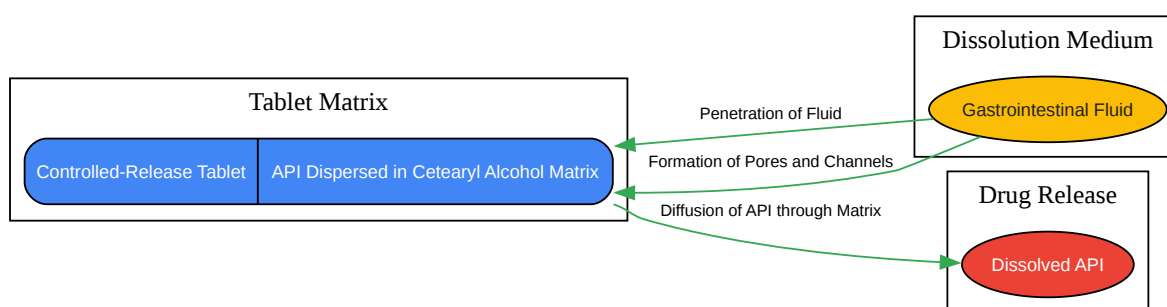 Dissolution Medium
Gastrointestinal Fluid
Tablet Matrix
Controlled-Release Tablet
API Dispersed in Cetearyl Alcohol Matrix
Penetration of Fluid
Formation of Pores and Channels
Diffusion of API through Matrix
Drug Release
Dissolved API